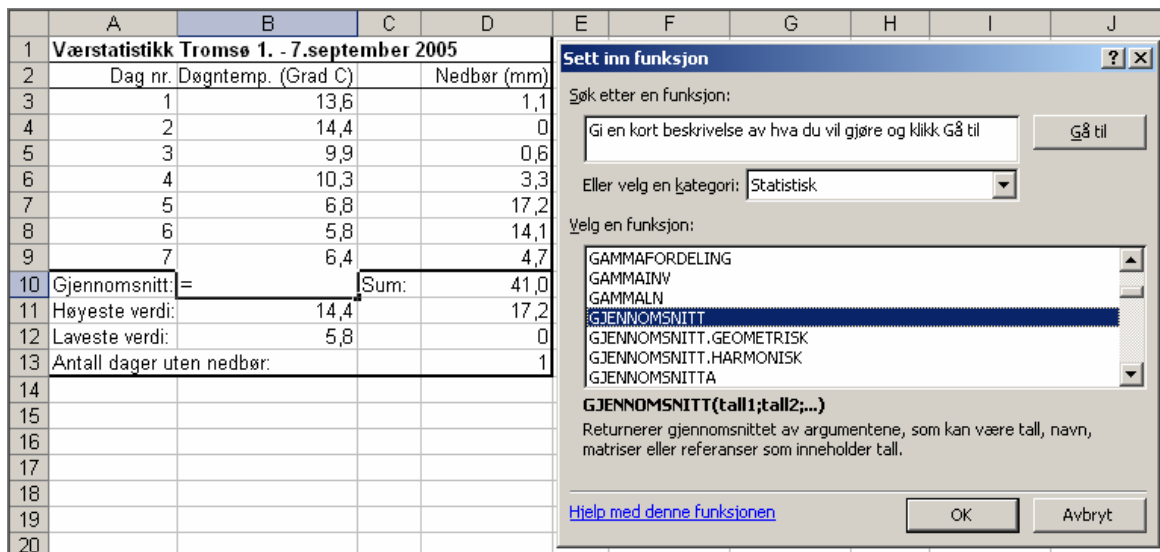 A B C D E F G H I J
1 Værstatistikk Tromsø 1. - 7.september 2005
2 Dag nr. Døgntemp. (Grad C) Nedbør (mm)
3 1 13,6 1,1
4 2 14,4 0
5 3 9,9 0,6
6 4 10,3 3,3
7 5 6,8 17,2
8 6 5,8 14,1
9 7 6,4 4,7
10 Gjennomsnitt: = Sum: 41,0
11 Høyeste verdi: 14,4 17,2
12 Laveste verdi: 5,8 0
13 Antall dager uten nedbør: 1
14
15
16
17
18
19
20
Sett inn funksjon
Søk etter en funksjon:
Gi en kort beskrivelse av hva du vil gjøre og klikk Gå til
Gå til
Eller velg en kategori: Statistisk
Velg en funksjon:
GAMMAFORDELING
GAMMAINV
GAMMALN
GJENNOMSNITT
GJENNOMSNITT.GEOMETRISK
GJENNOMSNITT.HARMONISK
GJENNOMSNITTA
GJENNOMSNITT(tall1;tall2;...)
Returnerer gjennomsnittet av argumentene, som kan være tall, navn,
matriser eller referanser som inneholder tall.
Hjelp med denne funksjonen
OK Avbryt